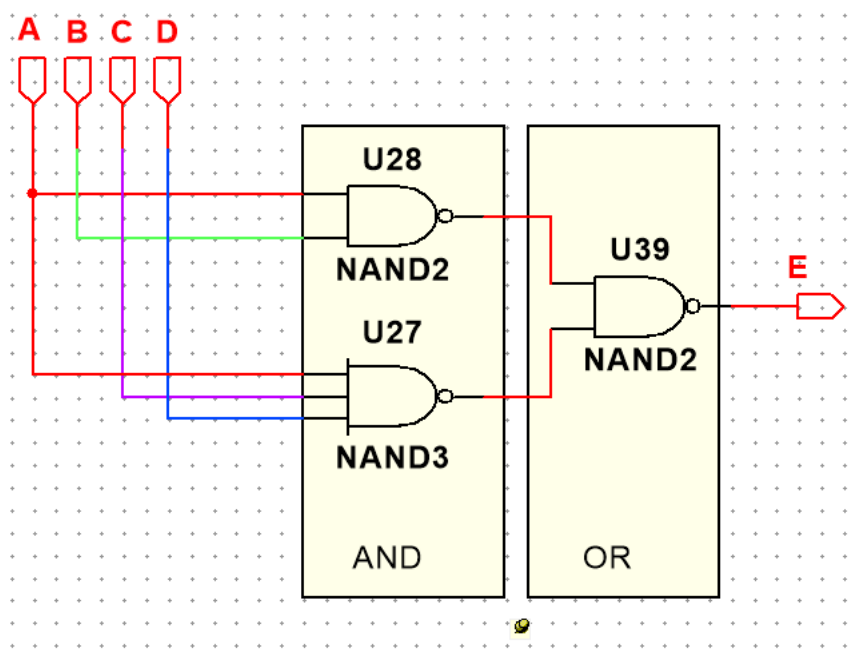 A B C D
U28
NAND2
U39
E
NAND2
U27
NAND3
AND
OR